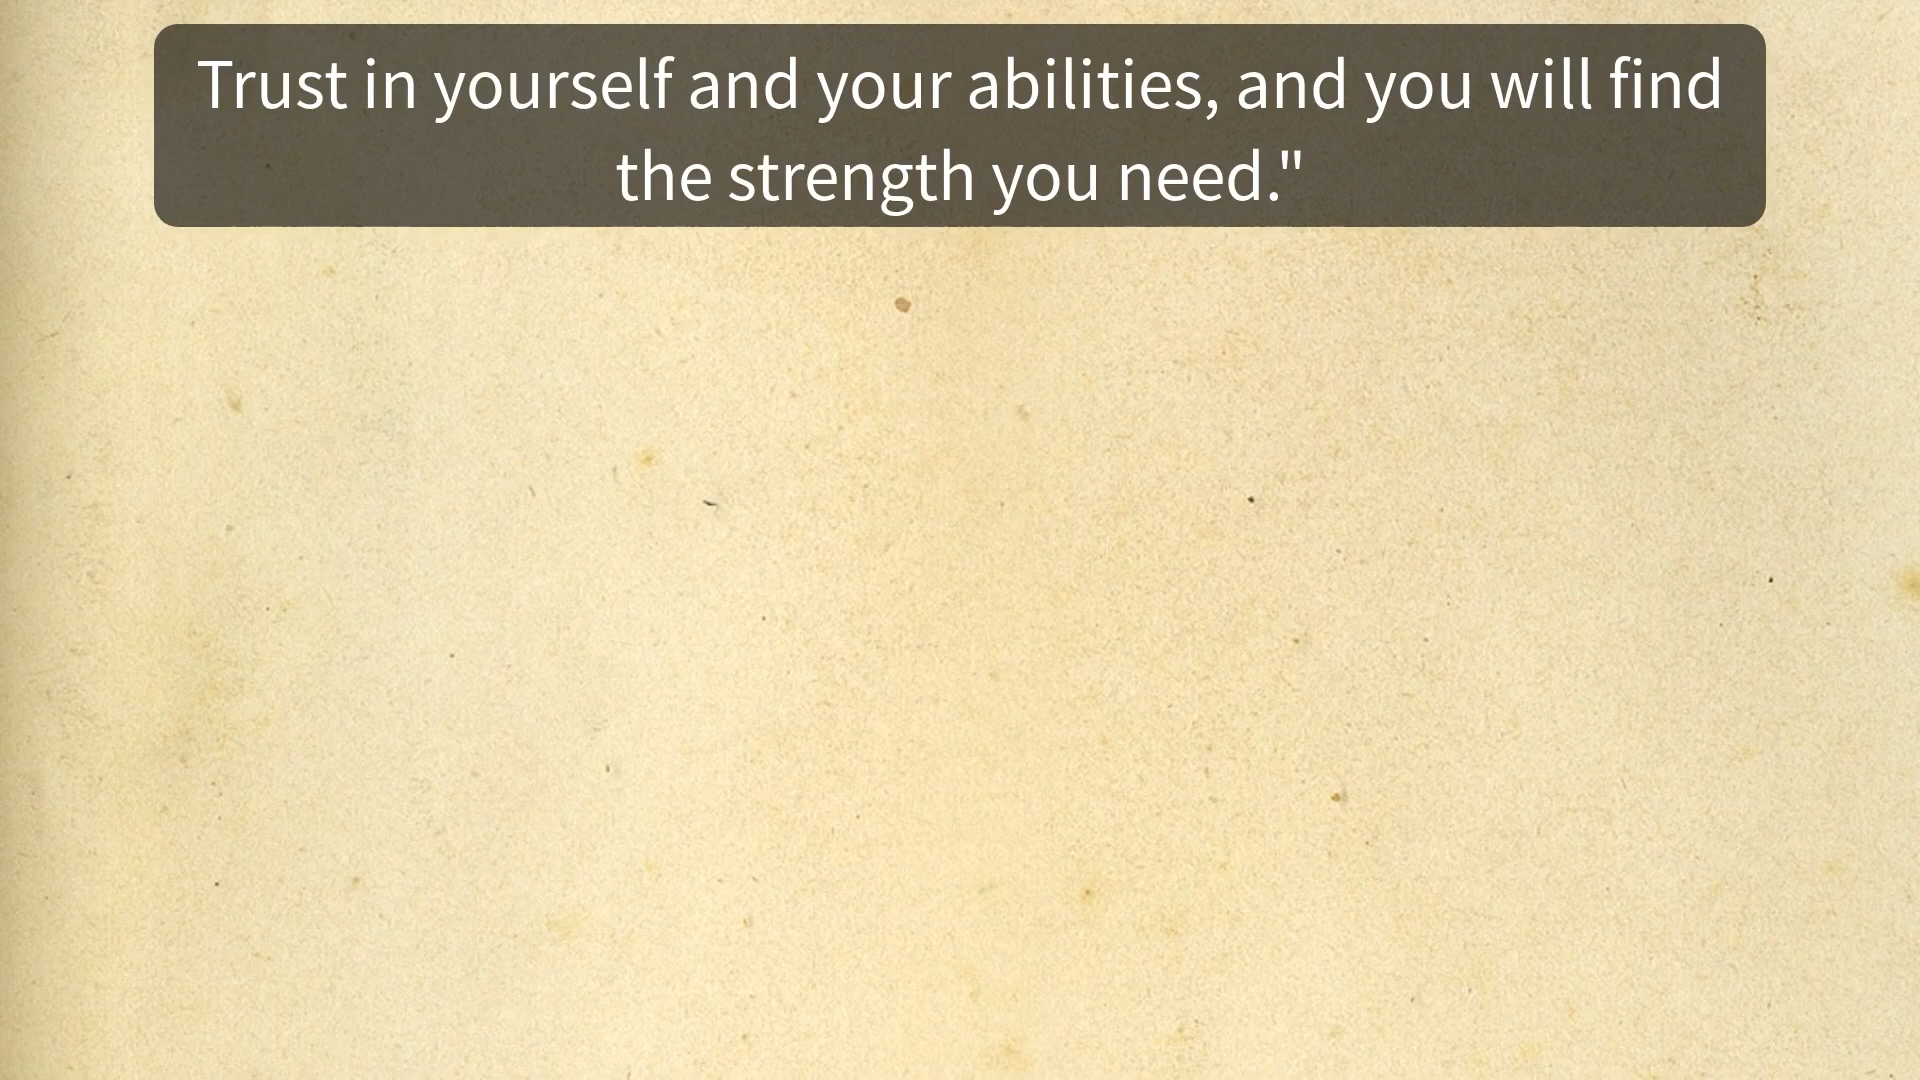 Trust in yourself and your abilities, and you will find
the strength you need."